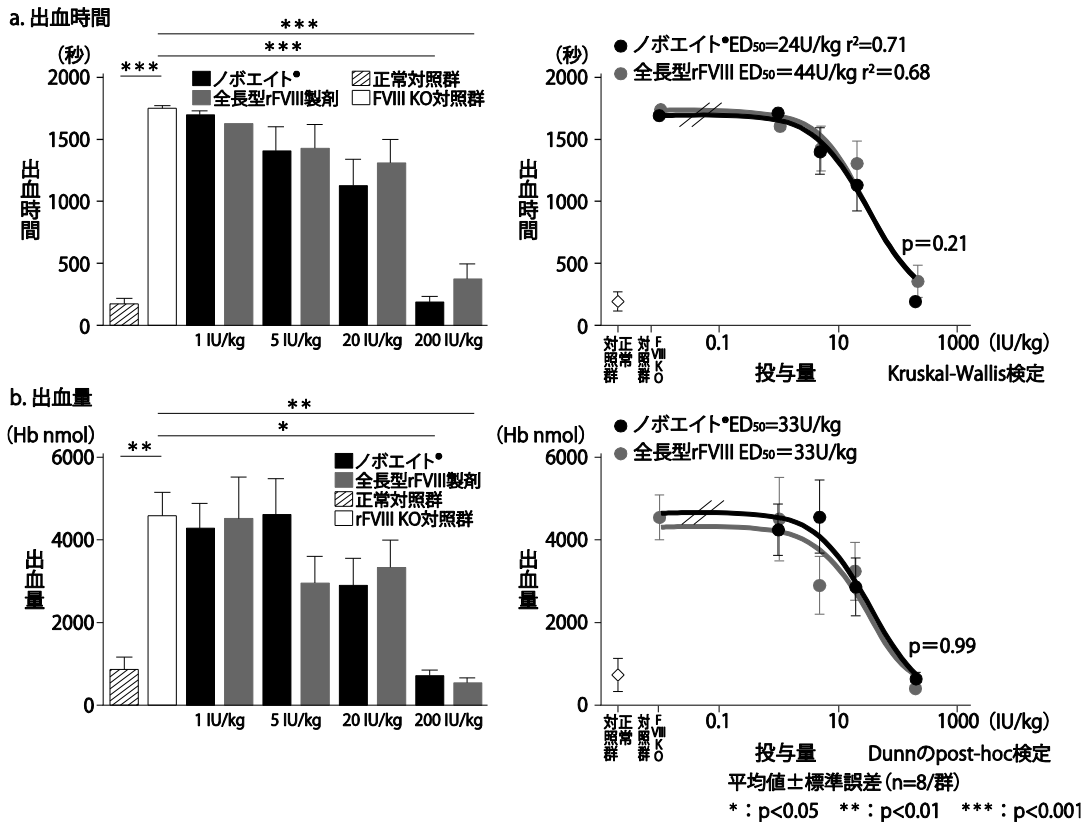 a. 出血時間
(秒)
2000
1500
1000
500
0
出血時間
***
***
***
ノボエイト®
全長型rFVIII製剤
正常対照群
FVIII KO対照群
1 IU/kg
5 IU/kg
20 IU/kg
200 IU/kg
(秒)
2000
1500
1000
500
0
出血時間
ノボエイト®ED50=24U/kg r²=0.71
全長型rFVIII ED50=44U/kg r²=0.68
p=0.21
正常対照群
FVIII KO対照群
0.1
10
1000
(IU/kg)
投与量
Kruskal-Wallis検定
b. 出血量
(Hb nmol)
6000
4000
2000
0
出血量
**
*
**
ノボエイト®
全長型rFVIII製剤
正常対照群
rFVIII KO対照群
1 IU/kg
5 IU/kg
20 IU/kg
200 IU/kg
(Hb nmol)
6000
4000
2000
0
出血量
ノボエイト®ED50=33U/kg
全長型rFVIII ED50=33U/kg
p=0.99
正常対照群
FVIII KO対照群
0.1
10
1000
(IU/kg)
投与量
Dunnのpost-hoc検定
平均値±標準誤差(n=8/群)
*:p<0.05 **:p<0.01 ***:p<0.001